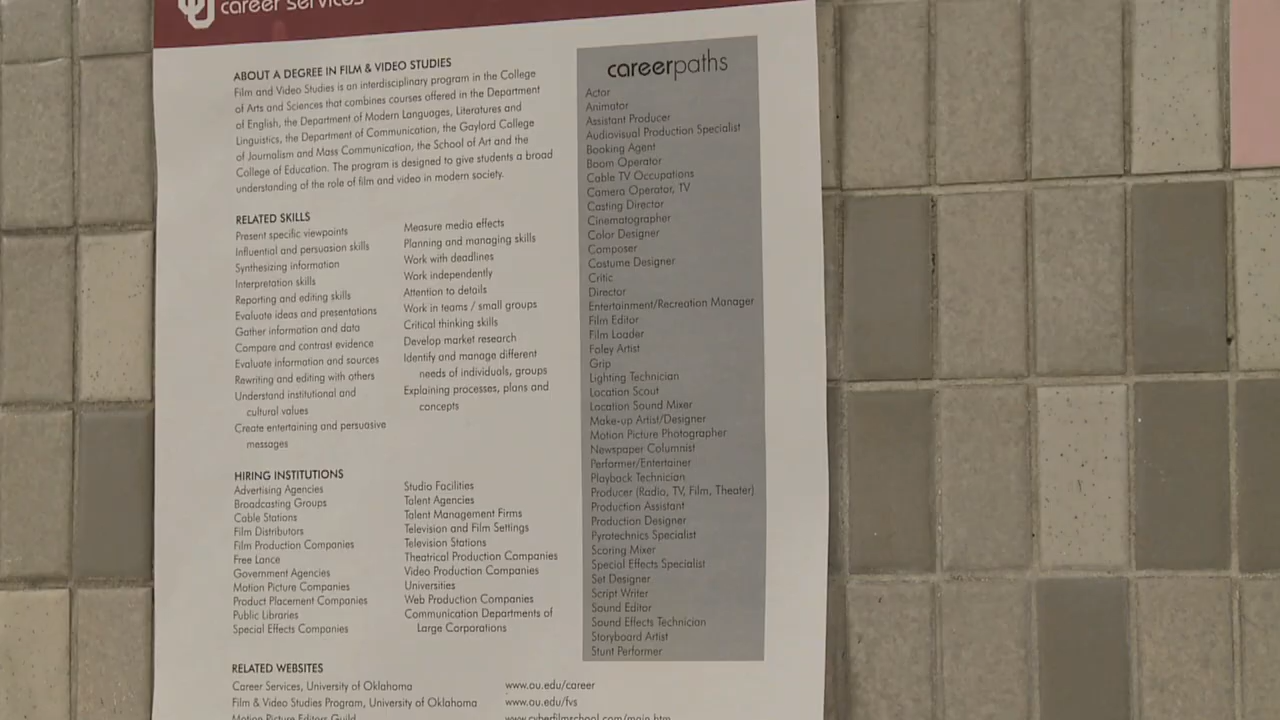 OU career services
ABOUT A DEGREE IN FILM & VIDEO STUDIES
Film and Video Studies is an interdisciplinary program in the College
of Arts and Sciences that combines courses offered in the Department
of English, the Department of Modern Languages, Literatures and
Linguistics, the Department of Communication, the Gaylord College
of Journalism and Mass Communication, the School of Art and the
College of Education. The program is designed to give students a broad
understanding of the role of film and video in modern society.
RELATED SKILLS
Present specific viewpoints
Influential and persuasion skills
Synthesizing information
Interpretation skills
Reporting and editing skills
Evaluate ideas and presentations
Gather information and data
Compare and contrast evidence
Evaluate information and sources
Rewriting and editing with others
Understand institutional and
cultural values
Create entertaining and persuasive
messages
Measure media effects
Planning and managing skills
Work with deadlines
Work independently
Attention to details
Work in teams / small groups
Critical thinking skills
Develop market research
Identify and manage different
needs of individuals, groups
Explaining processes, plans and
concepts
HIRING INSTITUTIONS
Advertising Agencies
Broadcasting Groups
Cable Stations
Film Distributors
Film Production Companies
Free Lance
Government Agencies
Motion Picture Companies
Product Placement Companies
Public Libraries
Special Effects Companies
Studio Facilities
Talent Agencies
Talent Management Firms
Television and Film Settings
Television Stations
Theatrical Production Companies
Video Production Companies
Universities
Web Production Companies
Communication Departments of
Large Corporations
RELATED WEBSITES
Career Services, University of Oklahoma www.ou.edu/career
Film & Video Studies Program, University of Oklahoma www.ou.edu/fvs
Motion Picture Editors Guild www.cyberfilmschool.com/main.htm
careerpaths
Actor
Animator
Assistant Producer
Audiovisual Production Specialist
Booking Agent
Boom Operator
Cable TV Occupations
Camera Operator, TV
Casting Director
Cinematographer
Color Designer
Composer
Costume Designer
Critic
Director
Entertainment/Recreation Manager
Film Editor
Film Loader
Foley Artist
Grip
Lighting Technician
Location Scout
Location Sound Mixer
Make-up Artist/Designer
Motion Picture Photographer
Newspaper Columnist
Performer/Entertainer
Playback Technician
Producer (Radio, TV, Film, Theater)
Production Assistant
Production Designer
Pyrotechnics Specialist
Scoring Mixer
Special Effects Specialist
Set Designer
Script Writer
Sound Editor
Sound Effects Technician
Storyboard Artist
Stunt Performer